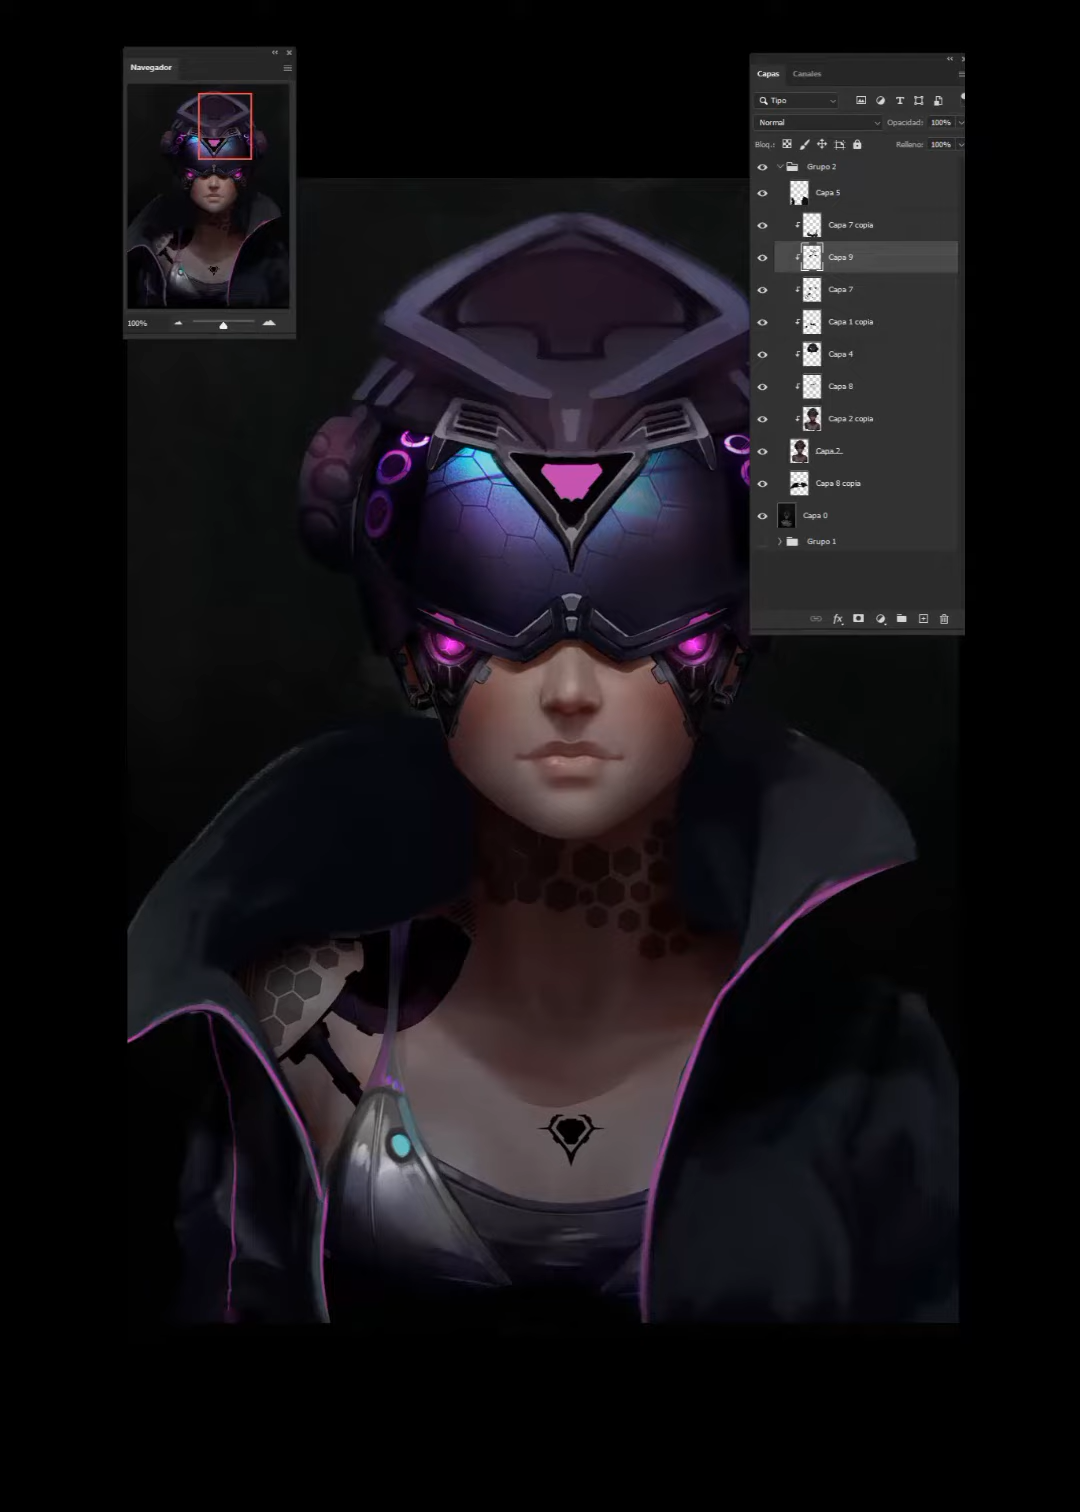 Navegador
100%
Capas Canales
Tipo
Normal Opacidad: 100%
Bloq.: Relleno: 100%
Grupo 2
Capa 5
Capa 7 copia
Capa 9
Capa 7
Capa 1 copia
Capa 4
Capa 8
Capa 2 copia
Capa 2
Capa 8 copia
Capa 0
Grupo 1
fx